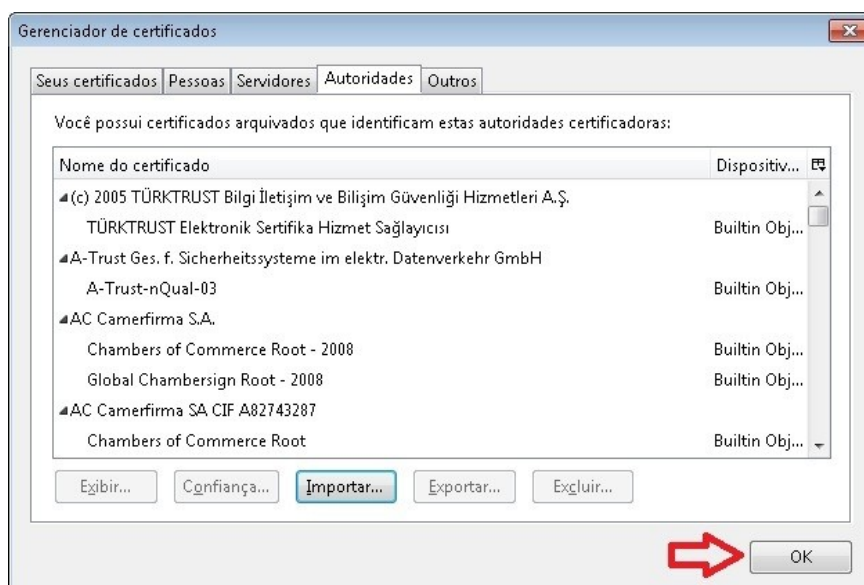 Gerenciador de certificados
Seus certificados Pessoas Servidores Autoridades Outros
Você possui certificados arquivados que identificam estas autoridades certificadoras:
Nome do certificado Dispositiv...
(c) 2005 TÜRKTRUST Bilgi İletişim ve Bilişim Güvenliği Hizmetleri A.Ş.
TÜRKTRUST Elektronik Sertifika Hizmet Sağlayıcısı Builtin Obj...
A-Trust Ges. f. Sicherheitssysteme im elektr. Datenverkehr GmbH
A-Trust-nQual-03 Builtin Obj...
AC Camerfirma S.A.
Chambers of Commerce Root - 2008 Builtin Obj...
Global Chambersign Root - 2008 Builtin Obj...
AC Camerfirma SA CIF A82743287
Chambers of Commerce Root Builtin Obj...
Exibir... Confiança... Importar... Exportar... Excluir...
OK